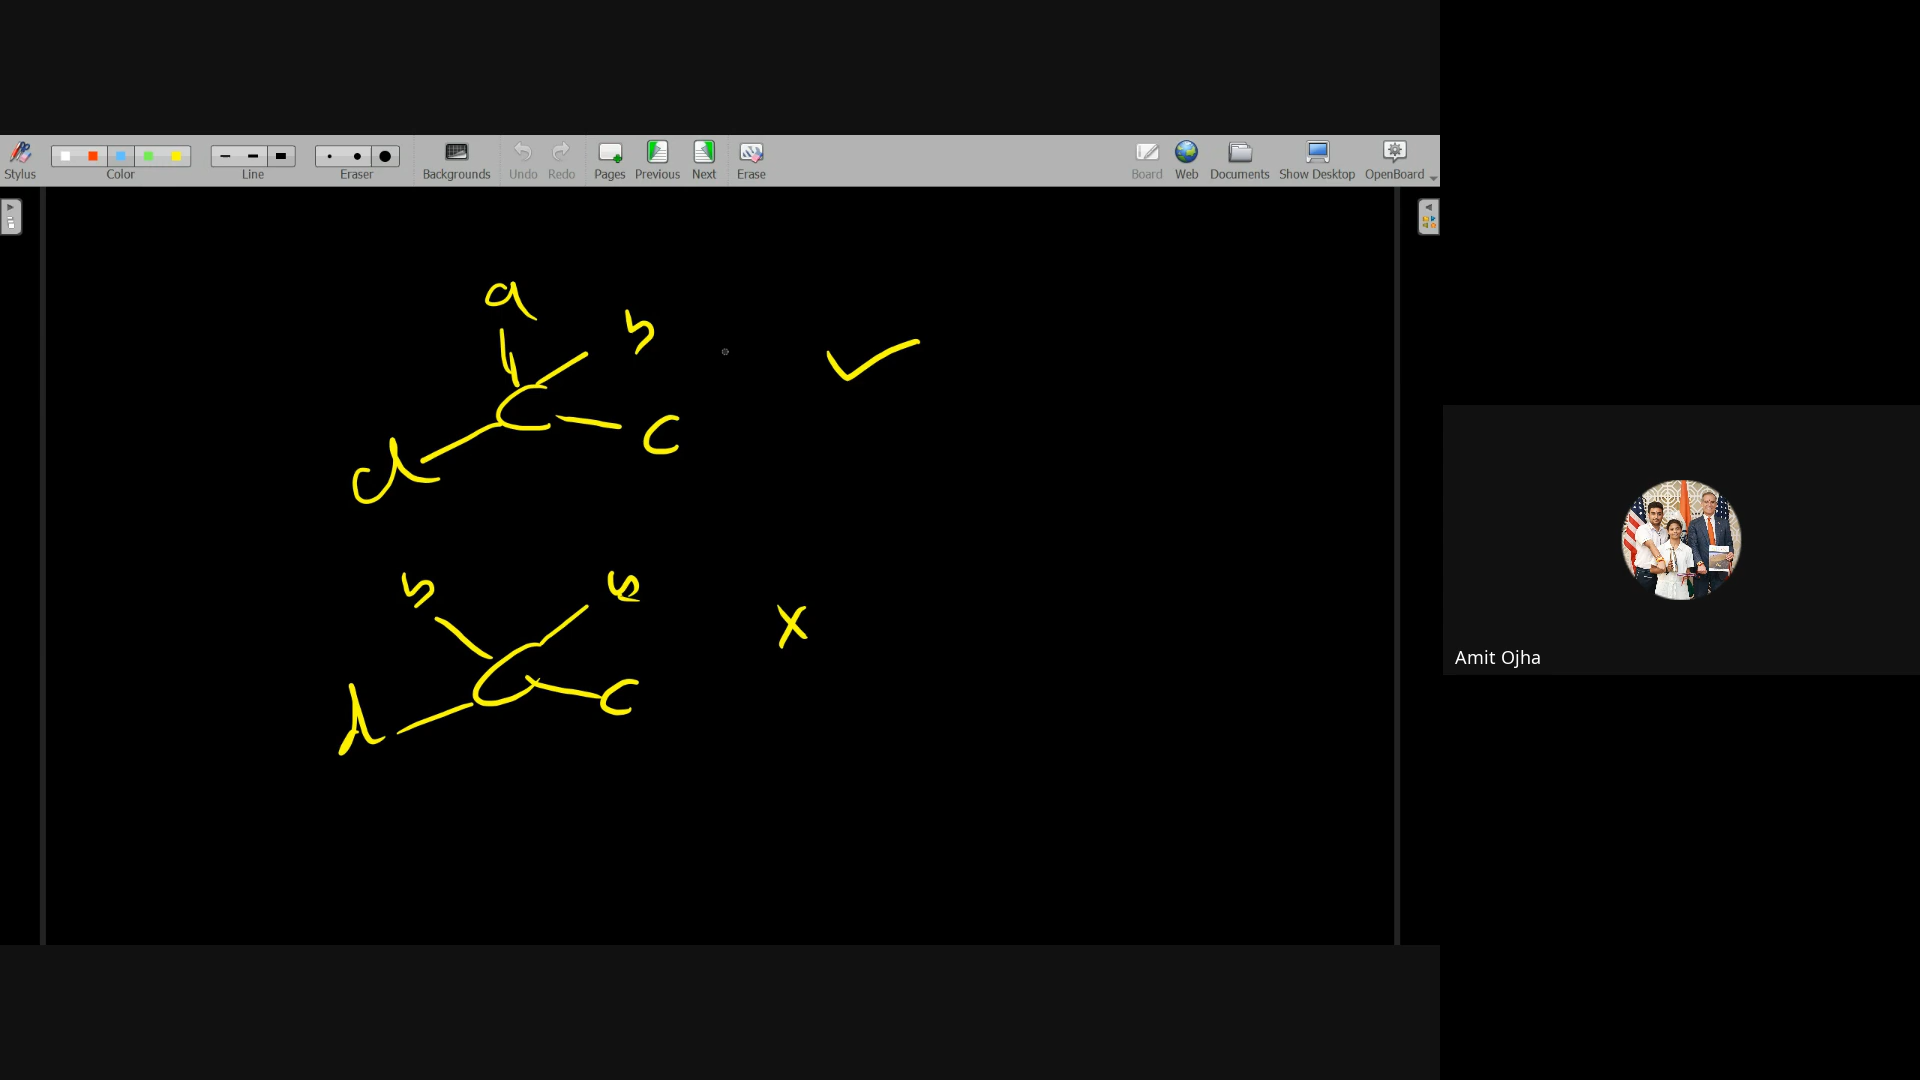 Stylus Color Line Eraser Backgrounds Undo Redo Pages Previous Next Erase Board Web Documents Show Desktop OpenBoard
a
b
C
c
d
✓
b
C
c
d
x
Amit Ojha